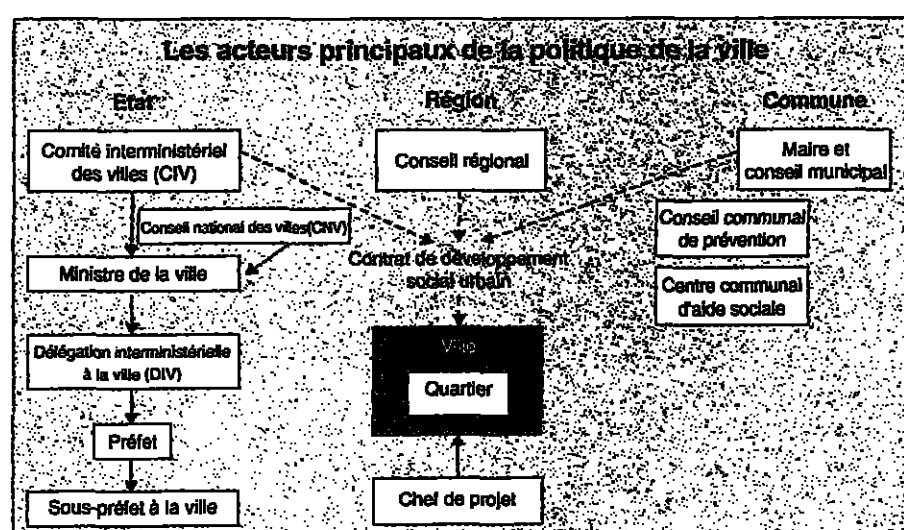 Les acteurs principaux de la politique de la ville
Etat
Région
Commune
Comité interministériel
des villes (CIV)
Conseil régional
Maire et
conseil municipal
Conseil national des villes(CNV)
Conseil communal
de prévention
Ministre de la ville
Contrat de développement
social urbain
Centre communal
d'aide sociale
Délégation interministérielle
à la ville (DIV)
Ville
Quartier
Préfet
Sous-préfet à la ville
Chef de projet